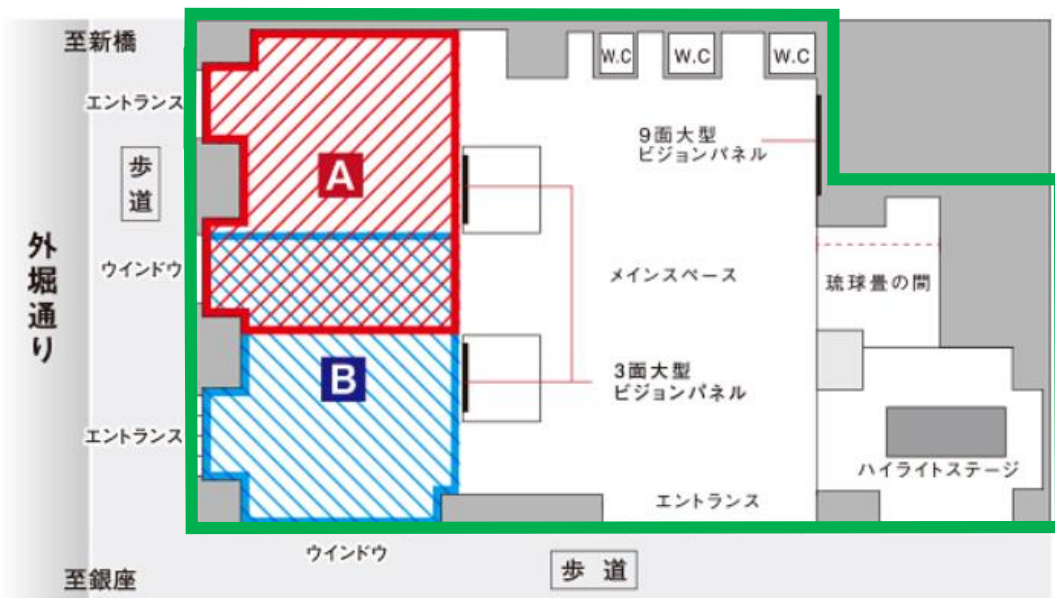 至新橋
エントランス
歩道
外堀通り
ウインドウ
エントランス
至銀座
A
B
W.C
W.C
W.C
9面大型
ビジョンパネル
メインスペース
琉球畳の間
3面大型
ビジョンパネル
ハイライトステージ
エントランス
ウインドウ
歩道